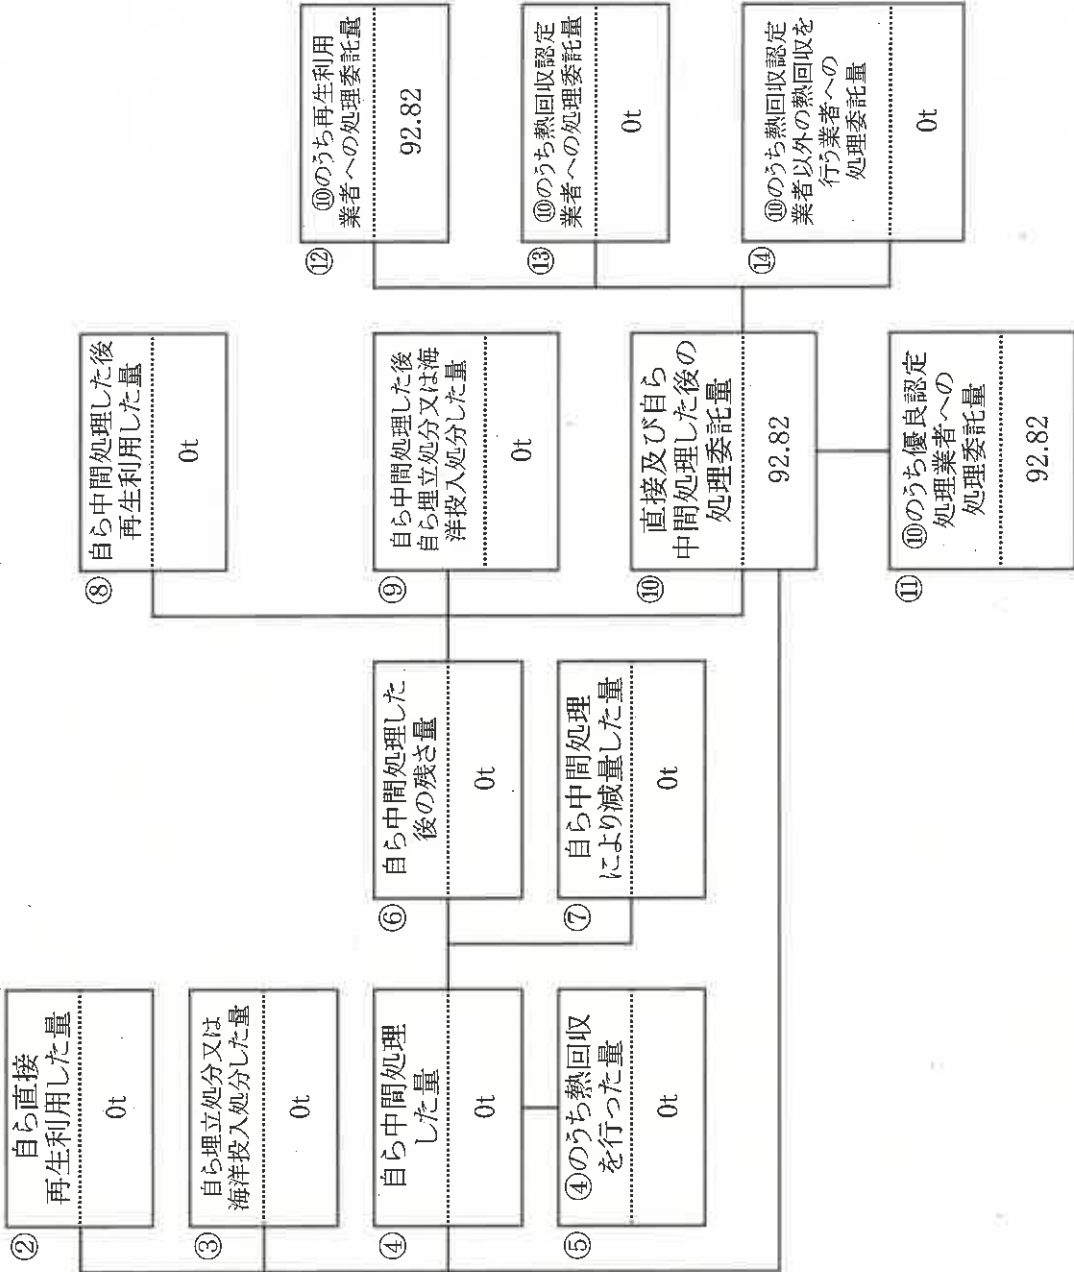 ②
自ら直接
再生利用した量
0t
③
自ら埋立処分又は
海洋投入処分した量
0t
④
自ら中間処理
した量
0t
⑤
④のうち熱回収
を行った量
0t
⑥
自ら中間処理した
後の残さ量
0t
⑦
自ら中間処理
により減量した量
0t
⑧
自ら中間処理した後
再生利用した量
0t
⑨
自ら中間処理した後
自ら埋立処分又は海
洋投入処分した量
0t
⑩
直接及び自ら
中間処理した後の
処理委託量
92.82
⑪
⑩のうち優良認定
処理業者への
処理委託量
92.82
⑫
⑩のうち再生利用
業者への処理委託量
92.82
⑬
⑩のうち熱回収認定
業者への処理委託量
0t
⑭
⑩のうち熱回収認定
業者以外の熱回収を
行う業者への
処理委託量
0t